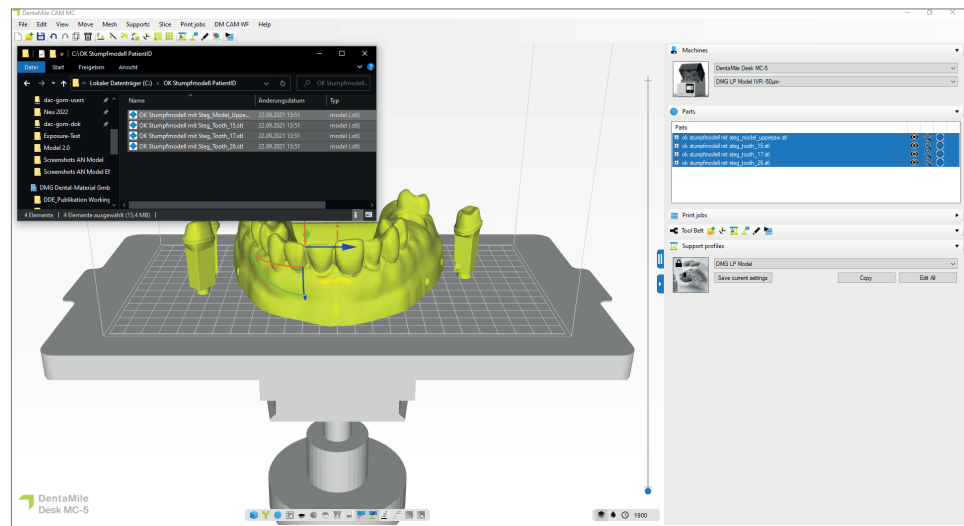 DentaMile CAM MC
File Edit View Move Mesh Supports Slice Print jobs DM CAM WF Help
C:\OK Stumpfmodell PatientID
Datei Start Freigeben Ansicht
« Lokaler Datenträger (C:) › OK Stumpfmodell PatientID
OK Stumpfmodell...
Name Änderungsdatum Typ
dac-gom-users
Neu 2022
dac-gom-dok
Exposure-Test
Model 2.0
Screenshots AN Model
Screenshots AN Model Ef
DMG Dental-Material Gmb
DDE_Publikation Working
OK Stumpfmodell mit Steg_Model_Uppe... 22.09.2021 13:51 model (.stl)
OK Stumpfmodell mit Steg_Tooth_15.stl 22.09.2021 13:51 model (.stl)
OK Stumpfmodell mit Steg_Tooth_17.stl 22.09.2021 13:51 model (.stl)
OK Stumpfmodell mit Steg_Tooth_26.stl 22.09.2021 13:51 model (.stl)
4 Elemente | 4 Elemente ausgewählt (15,4 MB) |
Machines
DentaMile Desk MC-5
DMG LP Model IVR -50µm-
Parts
Parts
ok stumpfmodell mit steg_model_upperjaw.stl
ok stumpfmodell mit steg_tooth_15.stl
ok stumpfmodell mit steg_tooth_17.stl
ok stumpfmodell mit steg_tooth_26.stl
Print jobs
Tool Belt
Support profiles
DMG LP Model
Save current settings Copy Edit All
DentaMile
Desk MC-5
1900